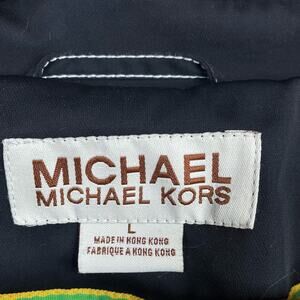 MICHAEL
MICHAEL KORS
L
MADE IN HONG KONG
FABRIQUE A HONG KONG